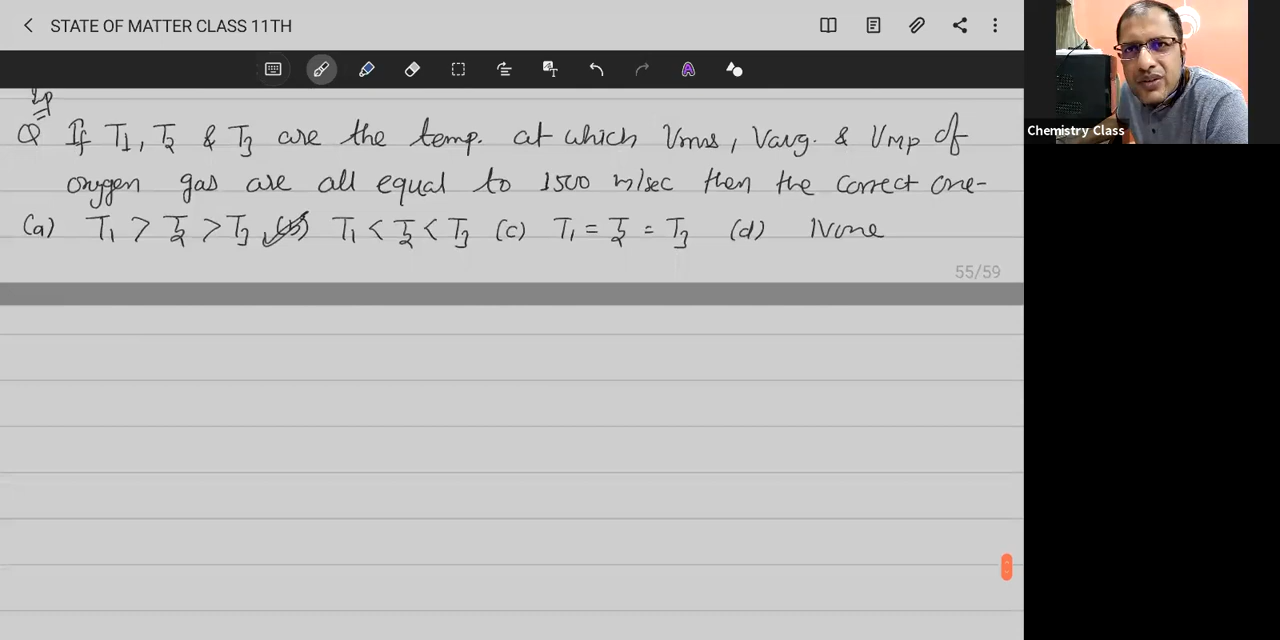 STATE OF MATTER CLASS 11TH
Chemistry Class
Imp
Q If T1, T2 & T3 are the temp. at which Vrms, Vavg. & VMP of
oxygen gas are all equal to 1500 m/sec then the correct one-
(a) T1 > T2 > T3 (b) T1 < T2 < T3 (c) T1 = T2 = T3 (d) None
55/59